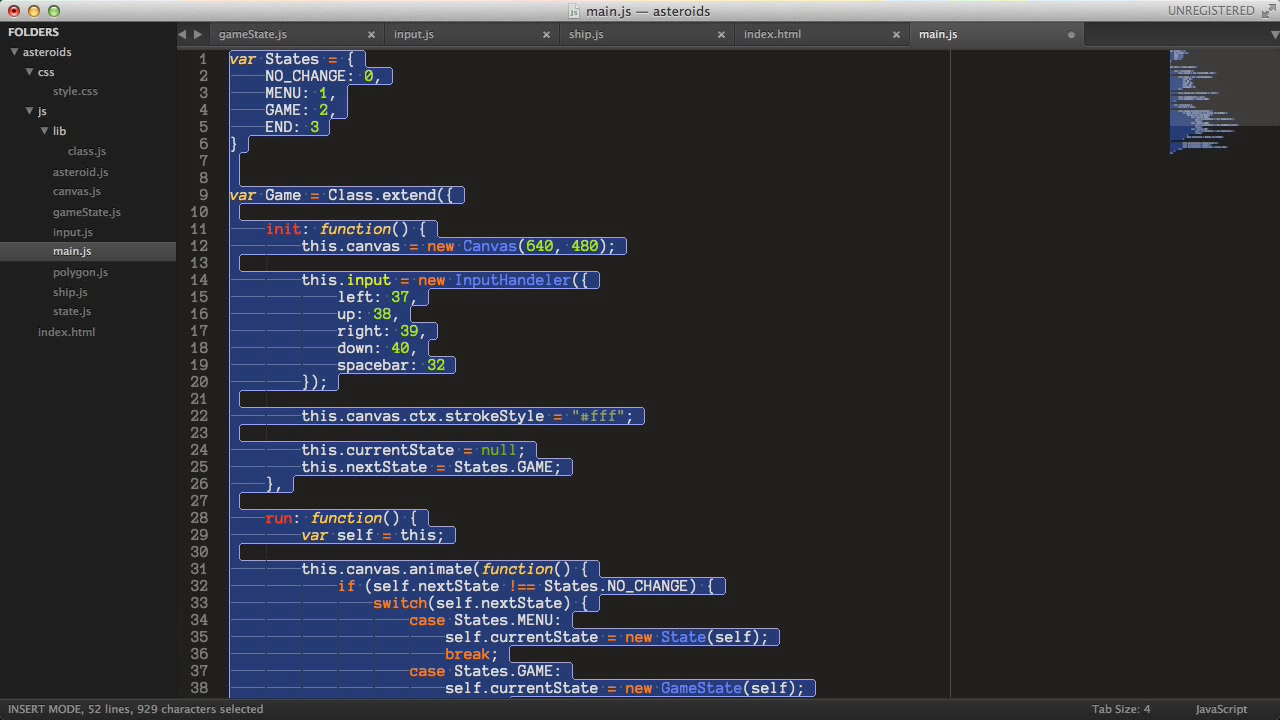 main.js — asteroids
UNREGISTERED
FOLDERS
asteroids
css
style.css
js
lib
class.js
asteroid.js
canvas.js
gameState.js
input.js
main.js
polygon.js
ship.js
state.js
index.html
gameState.js
input.js
ship.js
index.html
main.js
1 var States = {
2 NO_CHANGE: 0,
3 MENU: 1,
4 GAME: 2,
5 END: 3
6 }
7
8
9 var Game = Class.extend({
10
11 init: function() {
12 this.canvas = new Canvas(640, 480);
13
14 this.input = new InputHandeler({
15 left: 37,
16 up: 38,
17 right: 39,
18 down: 40,
19 spacebar: 32
20 });
21
22 this.canvas.ctx.strokeStyle = "#fff";
23
24 this.currentState = null;
25 this.nextState = States.GAME;
26 },
27
28 run: function() {
29 var self = this;
30
31 this.canvas.animate(function() {
32 if (self.nextState !== States.NO_CHANGE) {
33 switch(self.nextState) {
34 case States.MENU:
35 self.currentState = new State(self);
36 break;
37 case States.GAME:
38 self.currentState = new GameState(self);
INSERT MODE, 52 lines, 929 characters selected
Tab Size: 4
JavaScript